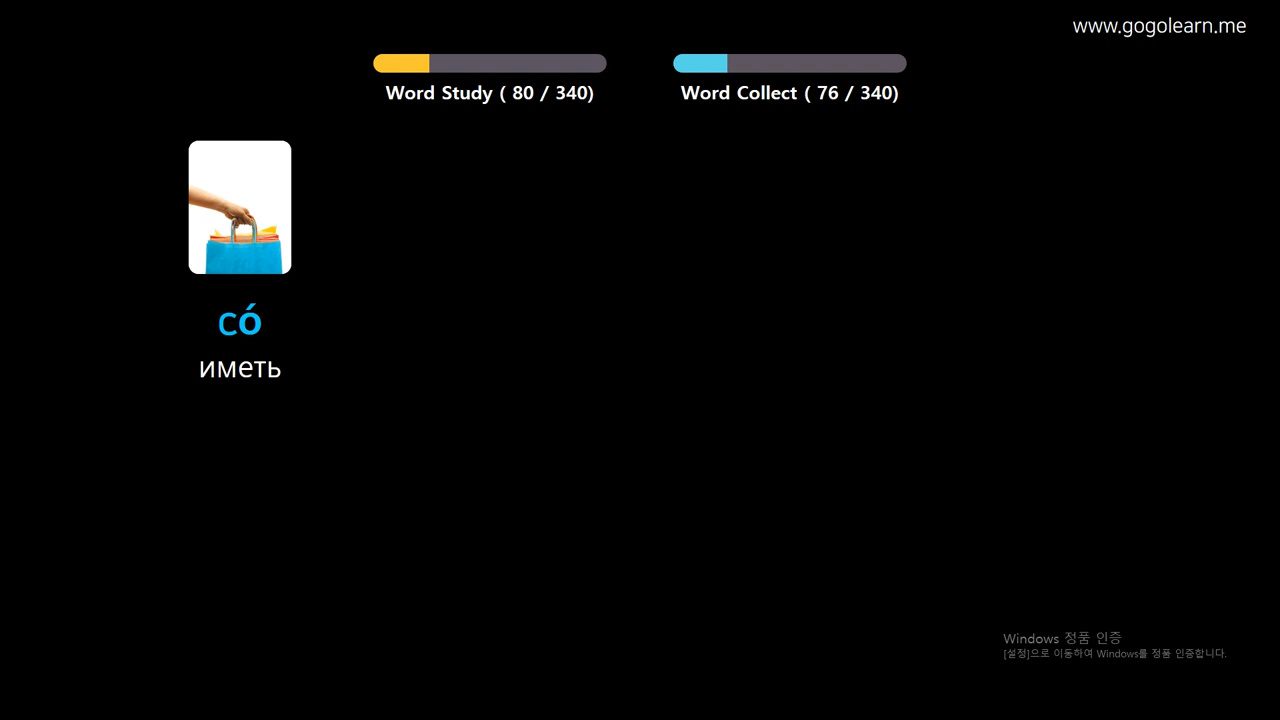 www.gogolearn.me
Word Study ( 80 / 340)
Word Collect ( 76 / 340)
có
иметь
Windows 정품 인증
[설정]으로 이동하여 Windows를 정품 인증합니다.